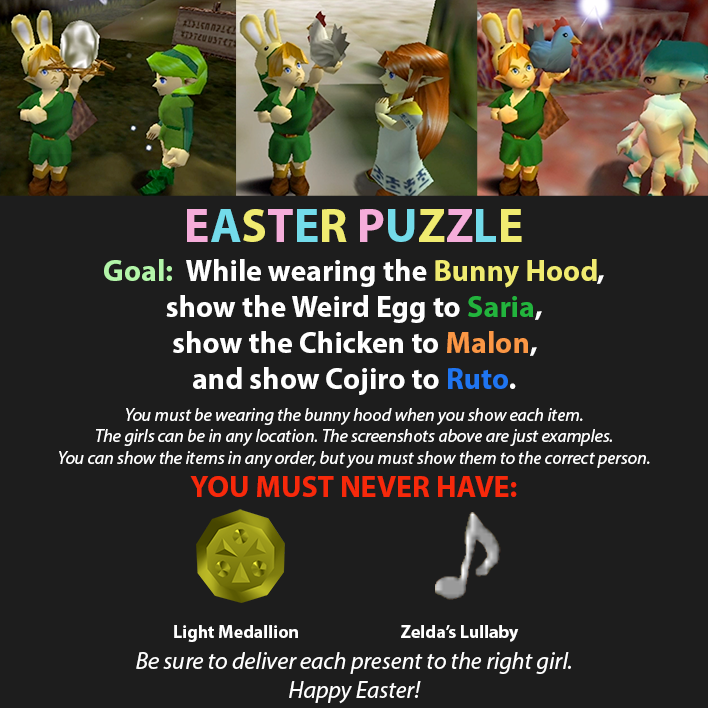 EASTER PUZZLE
Goal: While wearing the Bunny Hood,
show the Weird Egg to Saria,
show the Chicken to Malon,
and show Cojiro to Ruto.
You must be wearing the bunny hood when you show each item.
The girls can be in any location. The screenshots above are just examples.
You can show the items in any order, but you must show them to the correct person.
YOU MUST NEVER HAVE:
Light Medallion
Zelda's Lullaby
Be sure to deliver each present to the right girl.
Happy Easter!